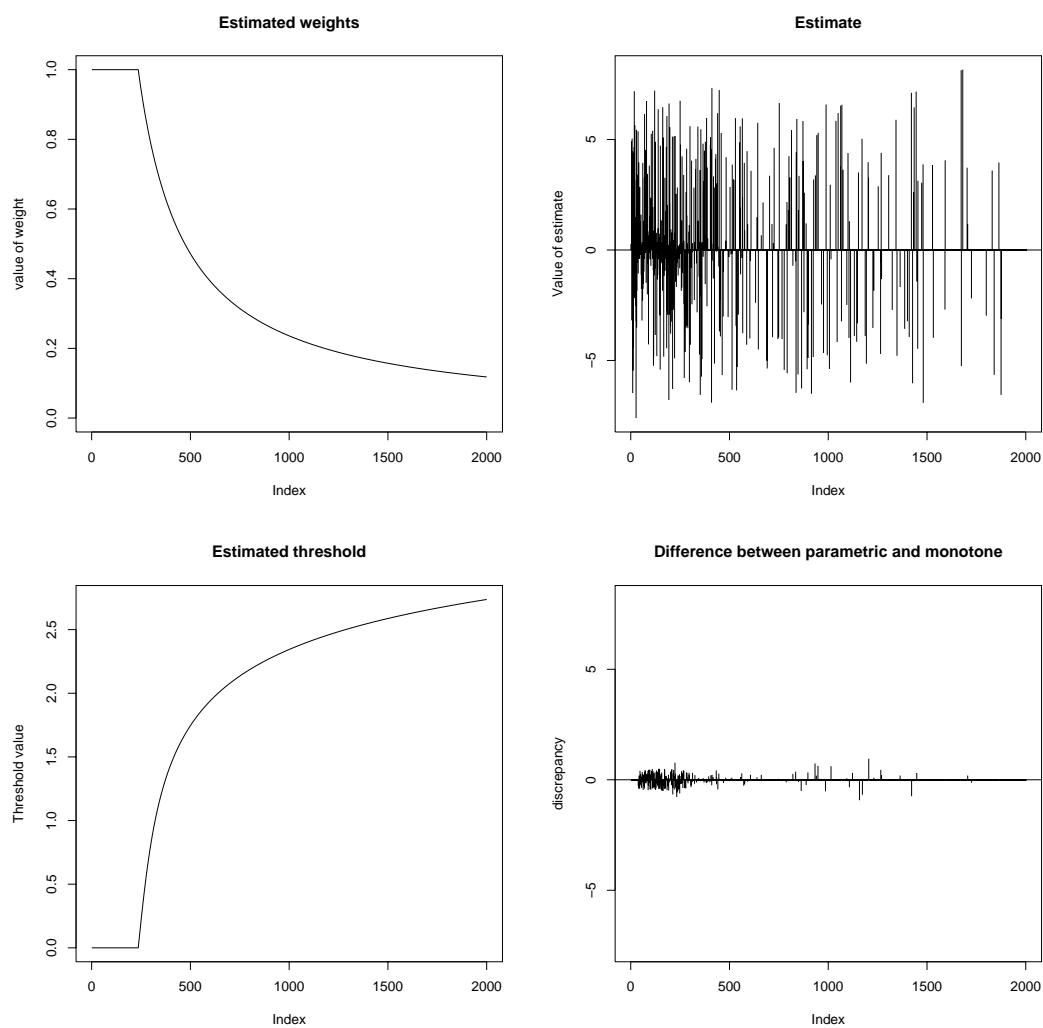 Estimated weights
value of weight
1.0
0.8
0.6
0.4
0.2
0.0
0 500 1000 1500 2000
Index
Estimate
Value of estimate
5
0
−5
0 500 1000 1500 2000
Index
Estimated threshold
Threshold value
2.5
2.0
1.5
1.0
0.5
0.0
0 500 1000 1500 2000
Index
Difference between parametric and monotone
discrepancy
5
0
−5
0 500 1000 1500 2000
Index